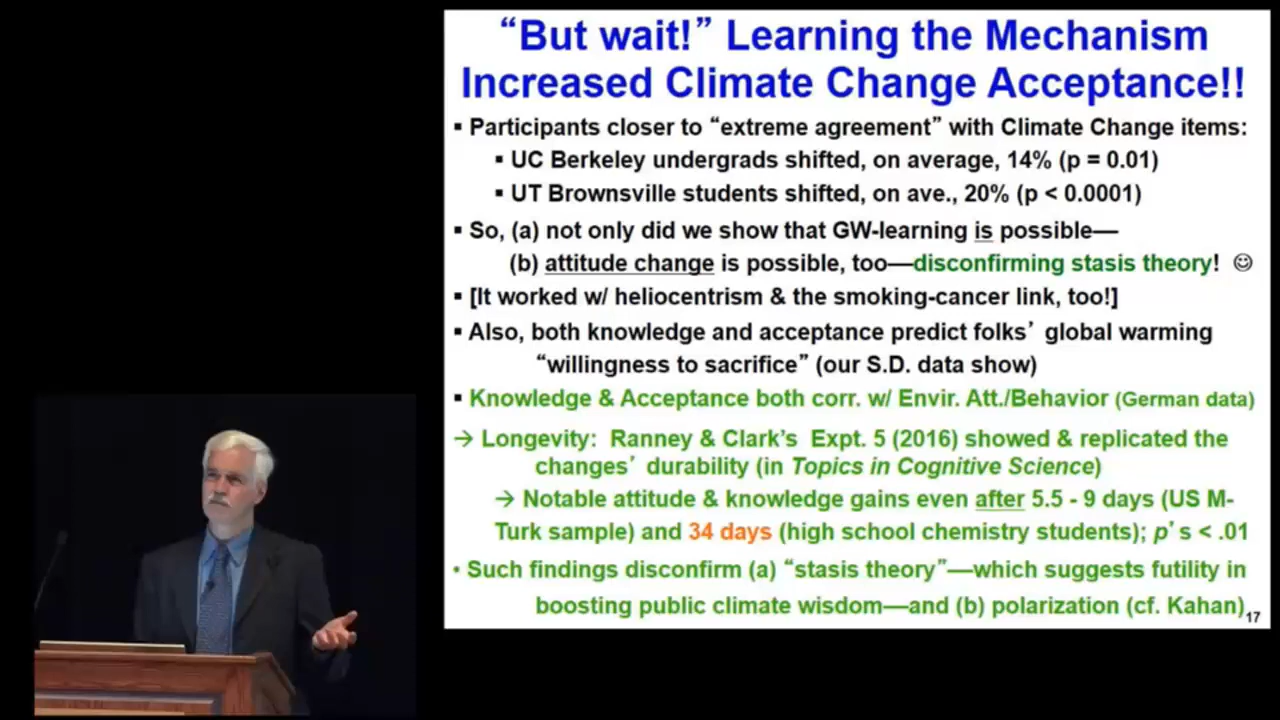 “But wait!” Learning the Mechanism
Increased Climate Change Acceptance!!
▪ Participants closer to “extreme agreement” with Climate Change items:
▪ UC Berkeley undergrads shifted, on average, 14% (p = 0.01)
▪ UT Brownsville students shifted, on ave., 20% (p < 0.0001)
▪ So, (a) not only did we show that GW-learning is possible—
(b) attitude change is possible, too—disconfirming stasis theory! ☺
▪ [It worked w/ heliocentrism & the smoking-cancer link, too!]
▪ Also, both knowledge and acceptance predict folks’ global warming
“willingness to sacrifice” (our S.D. data show)
▪ Knowledge & Acceptance both corr. w/ Envir. Att./Behavior (German data)
→ Longevity: Ranney & Clark’s Expt. 5 (2016) showed & replicated the
changes’ durability (in Topics in Cognitive Science)
→ Notable attitude & knowledge gains even after 5.5 - 9 days (US M-
Turk sample) and 34 days (high school chemistry students); p’s < .01
• Such findings disconfirm (a) “stasis theory”—which suggests futility in
boosting public climate wisdom—and (b) polarization (cf. Kahan)
17